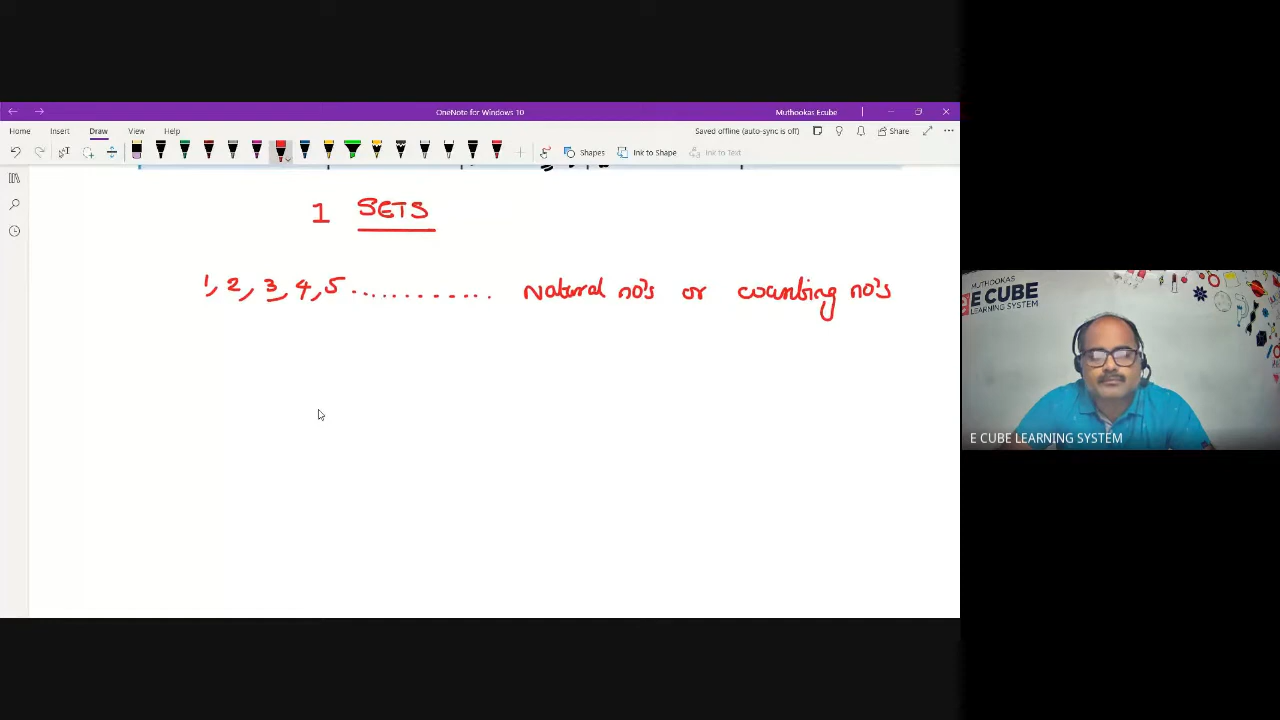 OneNote for Windows 10
Muthookas Ecube
Home Insert Draw View Help
Saved offline (auto-sync is off)
Share
Shapes
Ink to Shape
Ink to Text
1 SETS
1, 2, 3, 4, 5 ............ Natural no's or counting no's
MUTHOOKAS
E CUBE
LEARNING SYSTEM
E CUBE LEARNING SYSTEM